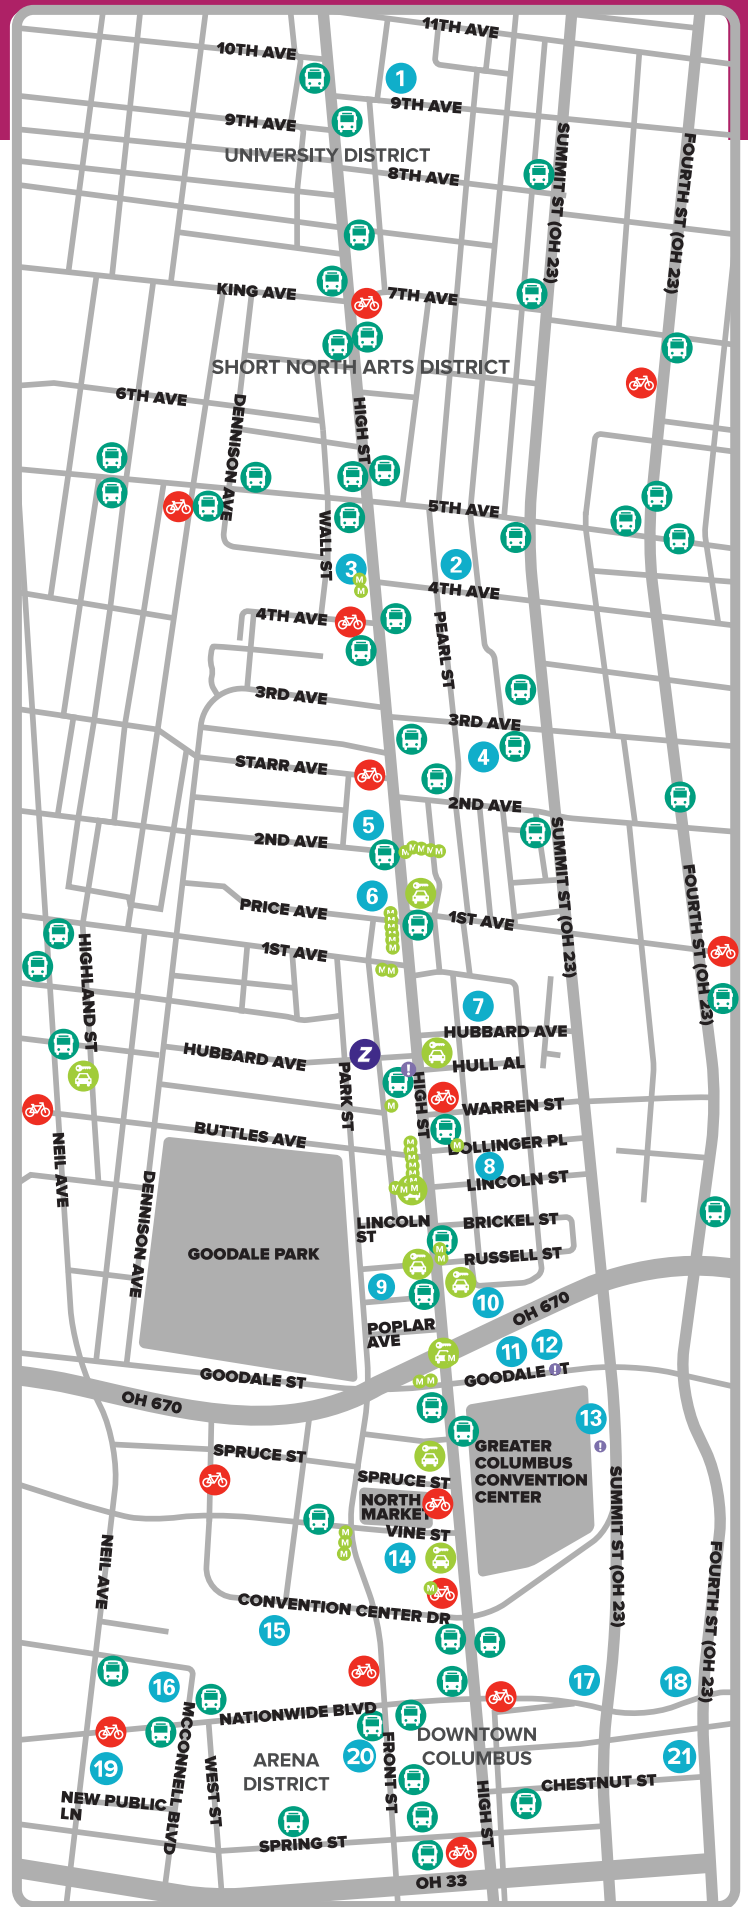 11TH AVE
10TH AVE
1
9TH AVE
9TH AVE
UNIVERSITY DISTRICT
8TH AVE
SUMMIT ST (OH 23)
FOURTH ST (OH 23)
KING AVE
7TH AVE
SHORT NORTH ARTS DISTRICT
6TH AVE
DENNISON AVE
HIGH ST
5TH AVE
WALL ST
3
2
M
M
4TH AVE
4TH AVE
PEARL ST
3RD AVE
3RD AVE
4
STARR AVE
2ND AVE
5
2ND AVE
M M M M M
SUMMIT ST (OH 23)
FOURTH ST (OH 23)
6
PRICE AVE
1ST AVE
M
M
M
M
M
1ST AVE
M M
HIGHLAND ST
7
HUBBARD AVE
HUBBARD AVE
Z
!
HULL AL
PARK ST
HIGH ST
WARREN ST
M
BUTTLES AVE
M
DOLLINGER PL
NEIL AVE
DENNISON AVE
M
M
M
M
M
M M M
8
LINCOLN ST
LINCOLN
ST
BRICKEL ST
GOODALE PARK
M
M
RUSSELL ST
9
10
OH 670
POPLAR
AVE
11
12
M
GOODALE ST
!
GOODALE ST
M M
OH 670
13
GREATER
COLUMBUS
CONVENTION
CENTER
!
SPRUCE ST
SPRUCE ST
NORTH
MARKET
VINE ST
M
M
M
14
SUMMIT ST (OH 23)
FOURTH ST (OH 23)
NEIL AVE
M
CONVENTION CENTER DR
15
16
17
18
NATIONWIDE BLVD
MCCONNELL BLVD
FRONT ST
DOWNTOWN
COLUMBUS
19
WEST ST
ARENA
DISTRICT
20
21
HIGH ST
CHESTNUT ST
NEW PUBLIC
LN
SPRING ST
OH 33